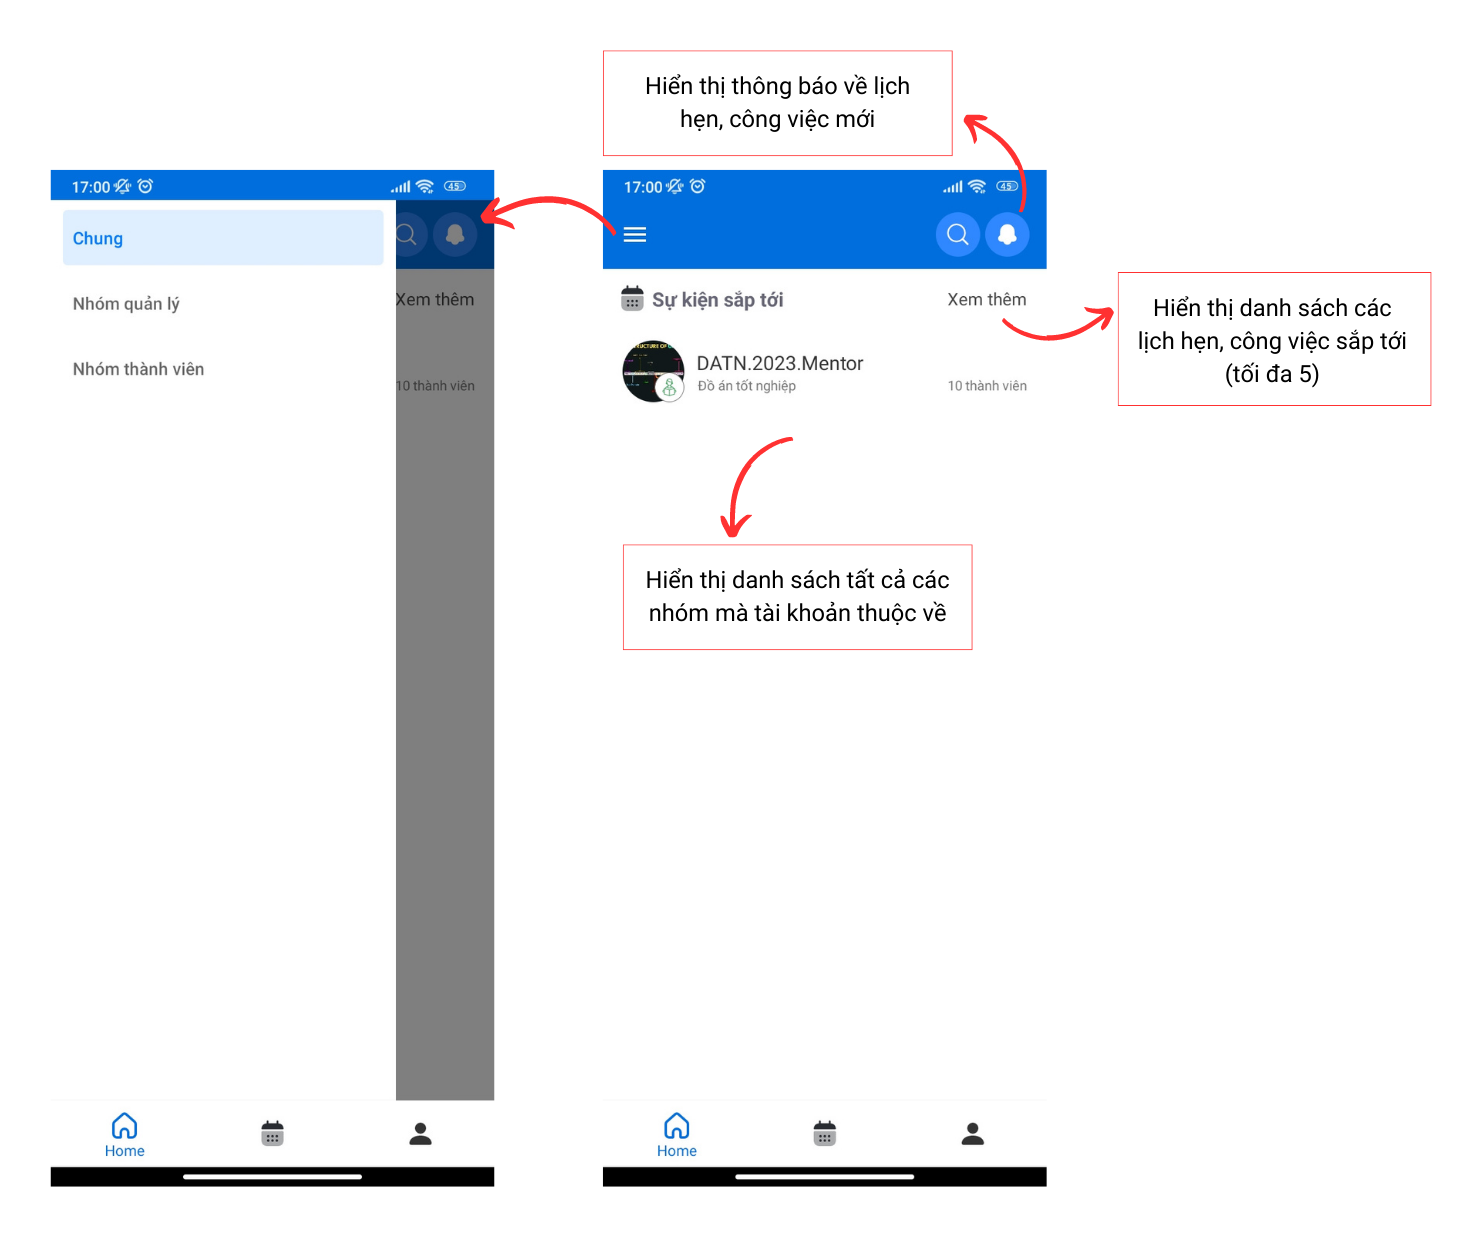 Hiển thị thông báo về lịch
hẹn, công việc mới
17:00
45
Chung
Nhóm quản lý
Nhóm thành viên
Xem thêm
10 thành viên
Home
17:00
45
Sự kiện sắp tới
Xem thêm
DATN.2023.Mentor
Đồ án tốt nghiệp
10 thành viên
Hiển thị danh sách các
lịch hẹn, công việc sắp tới
(tối đa 5)
Hiển thị danh sách tất cả các
nhóm mà tài khoản thuộc về
Home